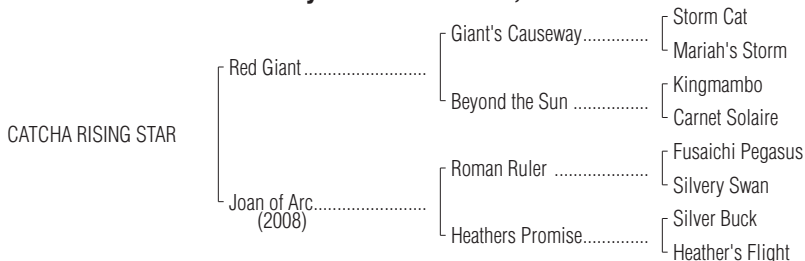 Storm Cat
Giant's Causeway..............
Mariah's Storm
Red Giant..........................
Kingmambo
Beyond the Sun ................
Carnet Solaire
CATCHA RISING STAR
Fusaichi Pegasus
Roman Ruler ....................
Silvery Swan
Joan of Arc........................
(2008)
Silver Buck
Heathers Promise..............
Heather's Flight